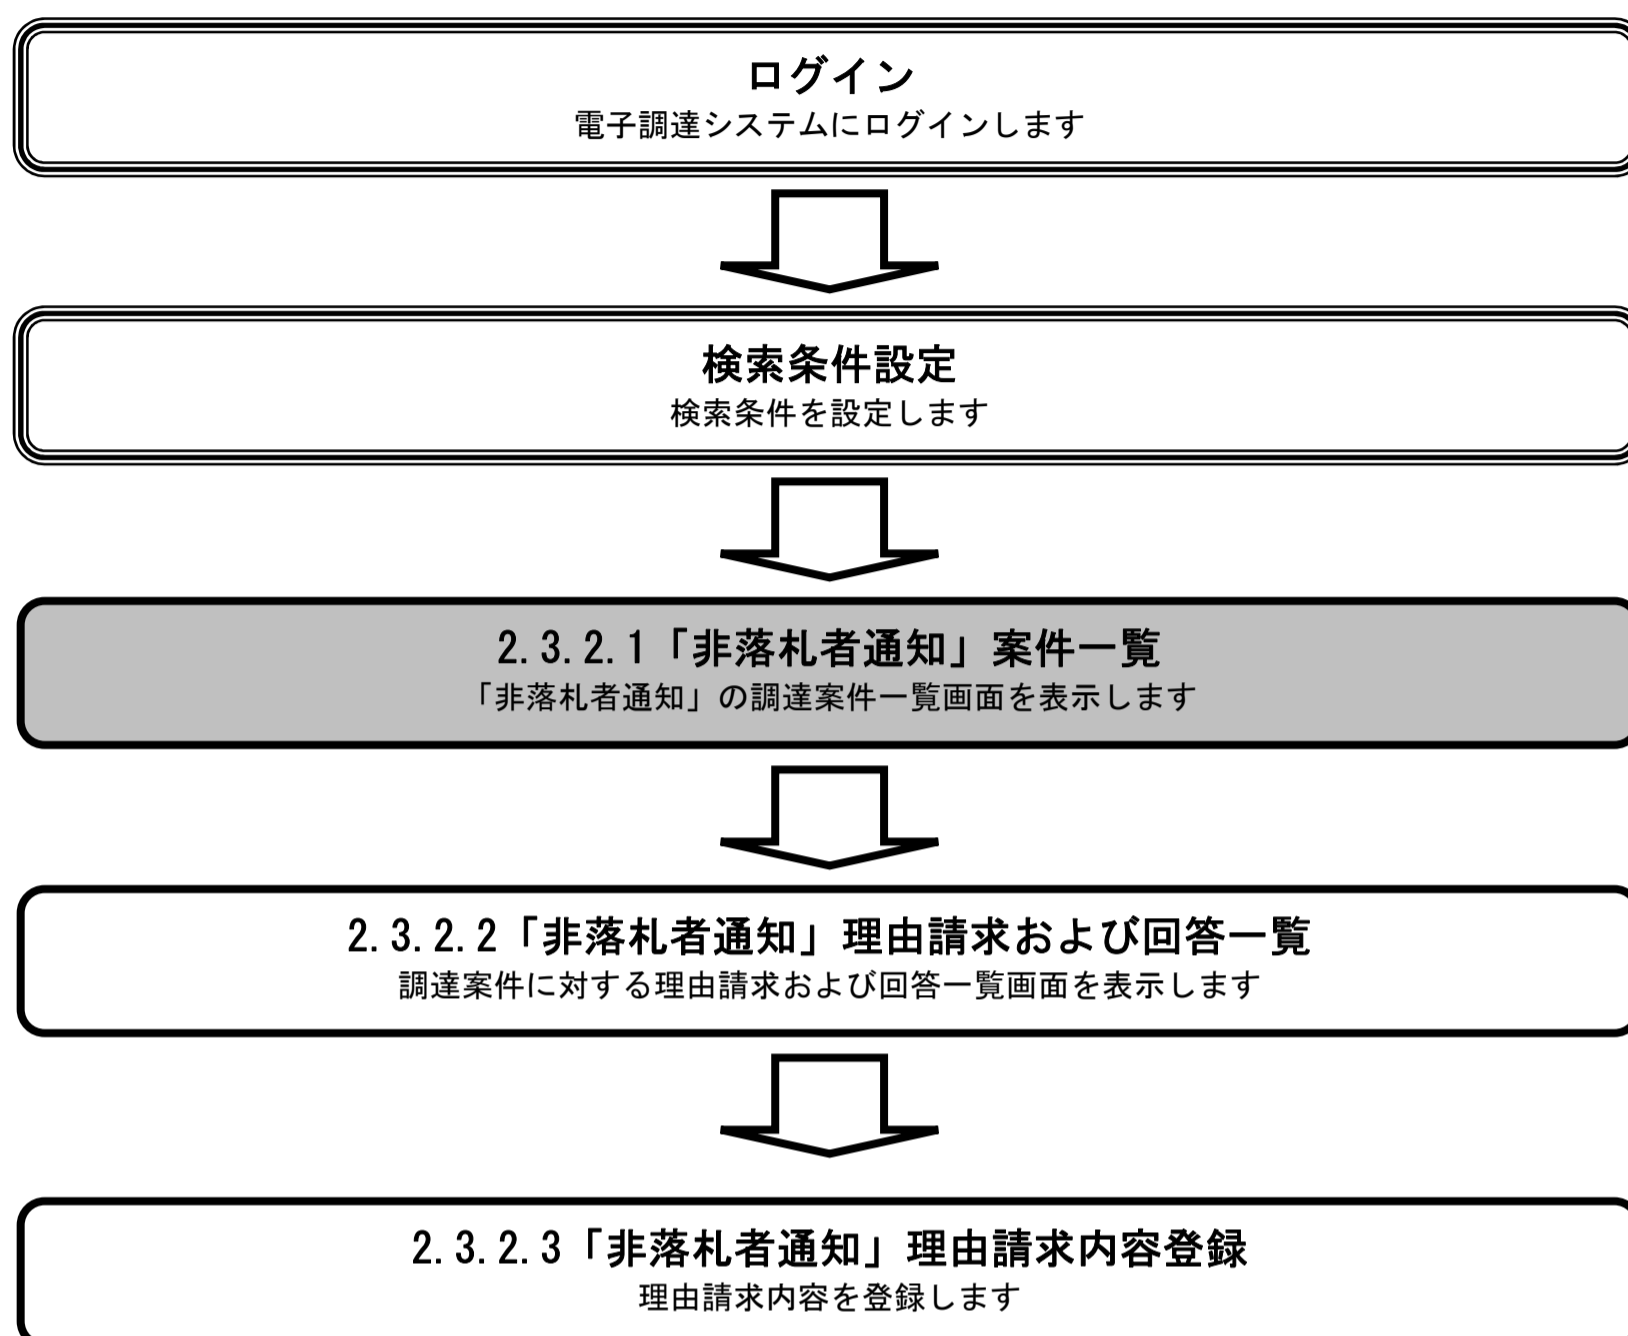 ログイン
電子調達システムにログインします
検索条件設定
検索条件を設定します
2.3.2.1「非落札者通知」案件一覧
「非落札者通知」の調達案件一覧画面を表示します
2.3.2.2「非落札者通知」理由請求および回答一覧
調達案件に対する理由請求および回答一覧画面を表示します
2.3.2.3「非落札者通知」理由請求内容登録
理由請求内容を登録します